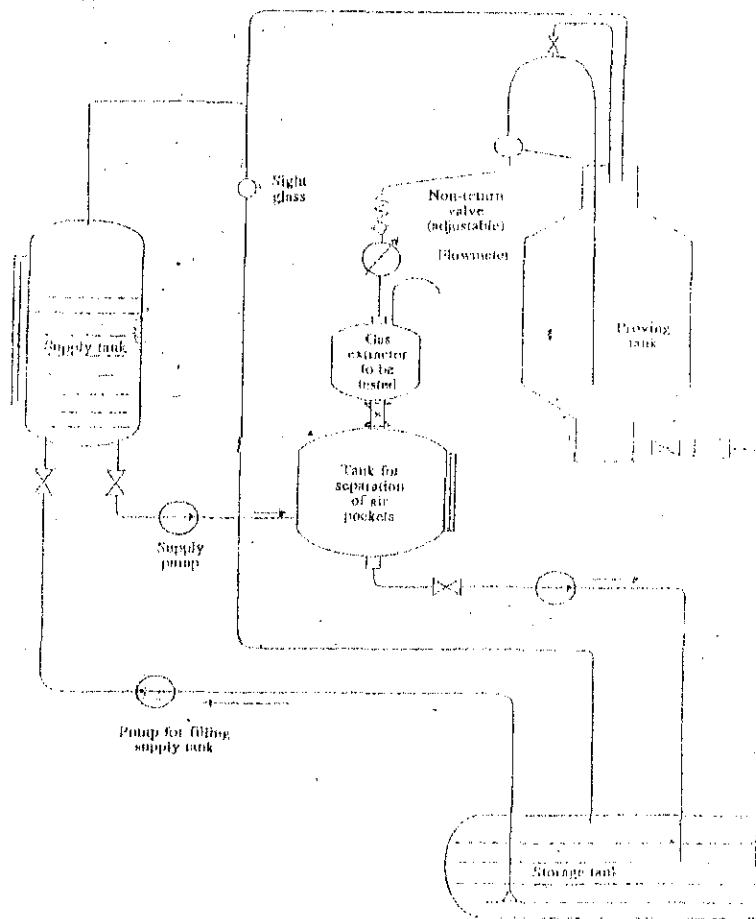 Sight
glass
Non-return
valve
(adjustable)
Flowmeter
Supply tank
Gas
extractor
to be
tested
Proving
tank
Tank for
separation
of air
pockets
Supply
pump
Pump for filling
supply tank
Storage tank